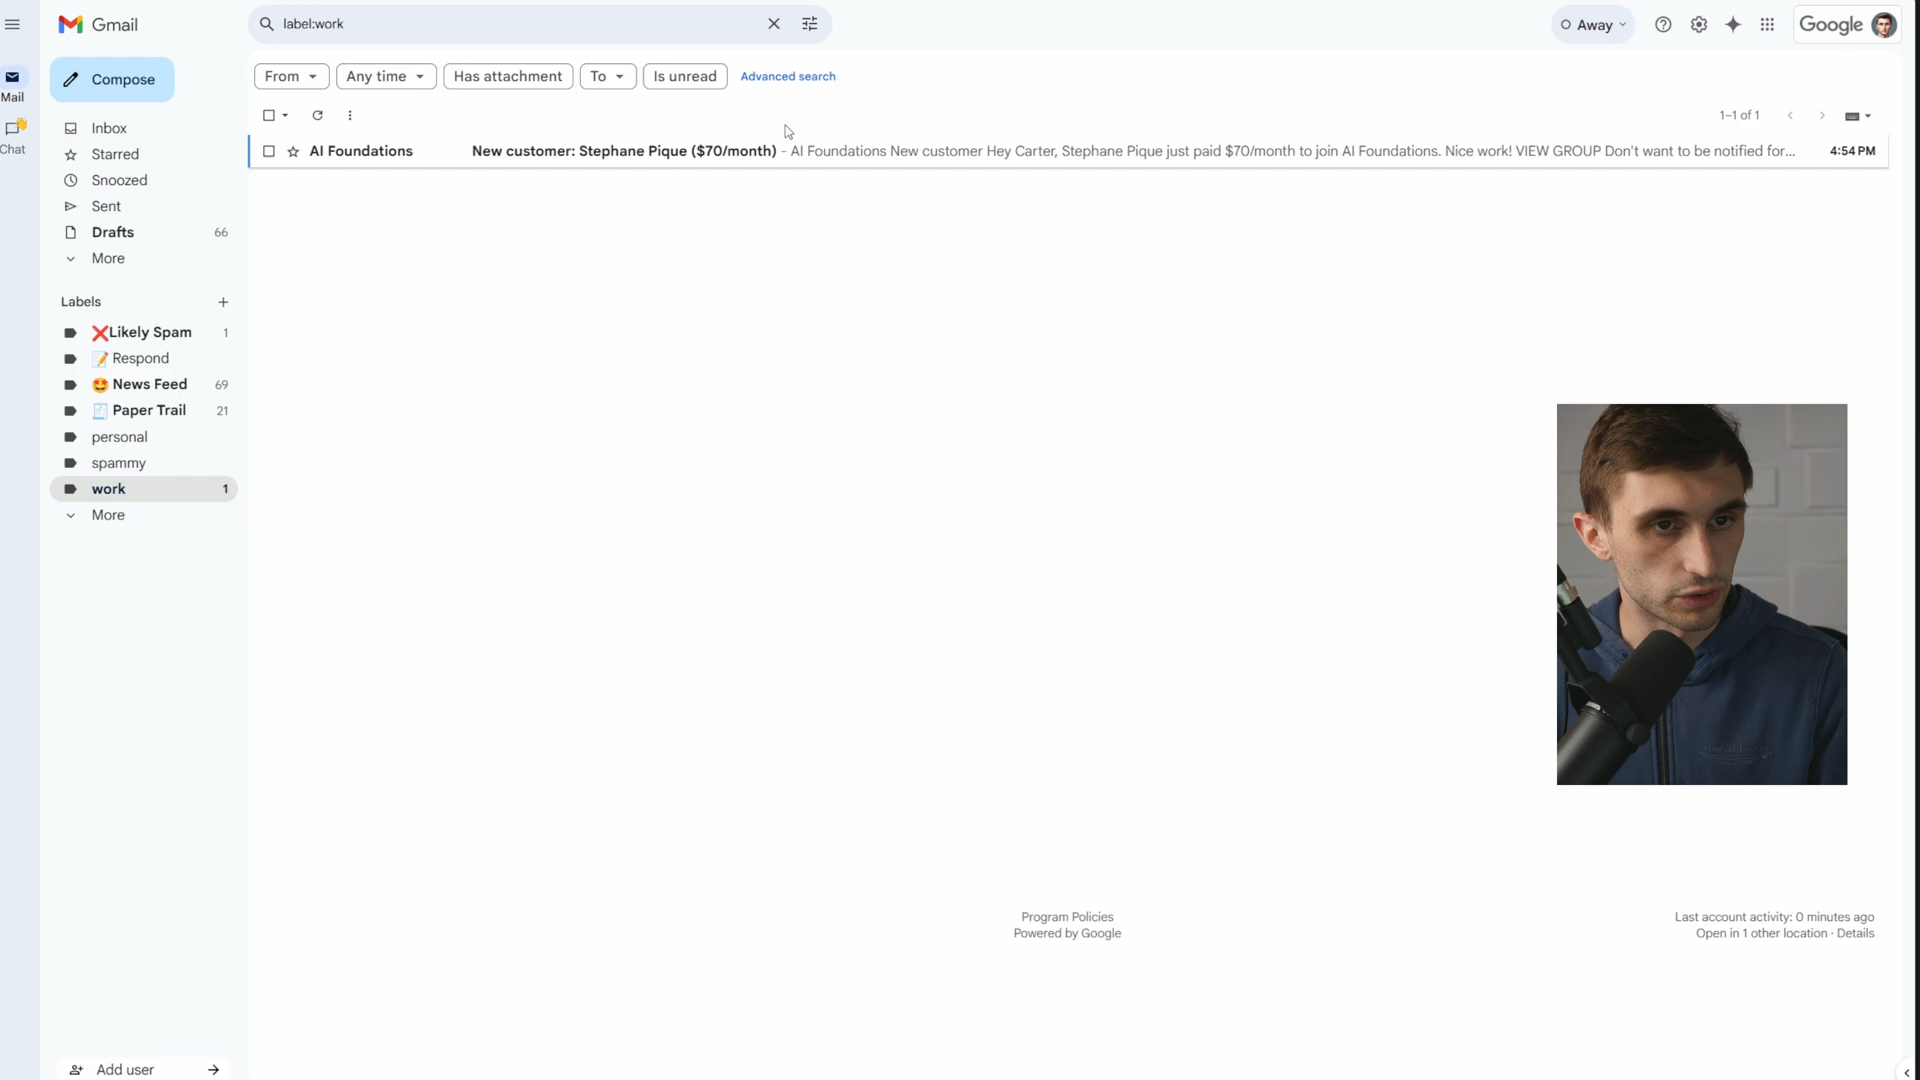 Gmail
label:work
Away
Google
Compose
From
Any time
Has attachment
To
Is unread
Advanced search
Mail
Chat
1–1 of 1
AI Foundations
New customer: Stephane Pique ($70/month) - AI Foundations New customer Hey Carter, Stephane Pique just paid $70/month to join AI Foundations. Nice work! VIEW GROUP Don't want to be notified for...
4:54 PM
Inbox
Starred
Snoozed
Sent
Drafts 66
More
Labels
❌Likely Spam 1
📝 Respond
🤩 News Feed 69
🧾 Paper Trail 21
personal
spammy
work 1
More
Program Policies
Powered by Google
Last account activity: 0 minutes ago
Open in 1 other location · Details
Add user